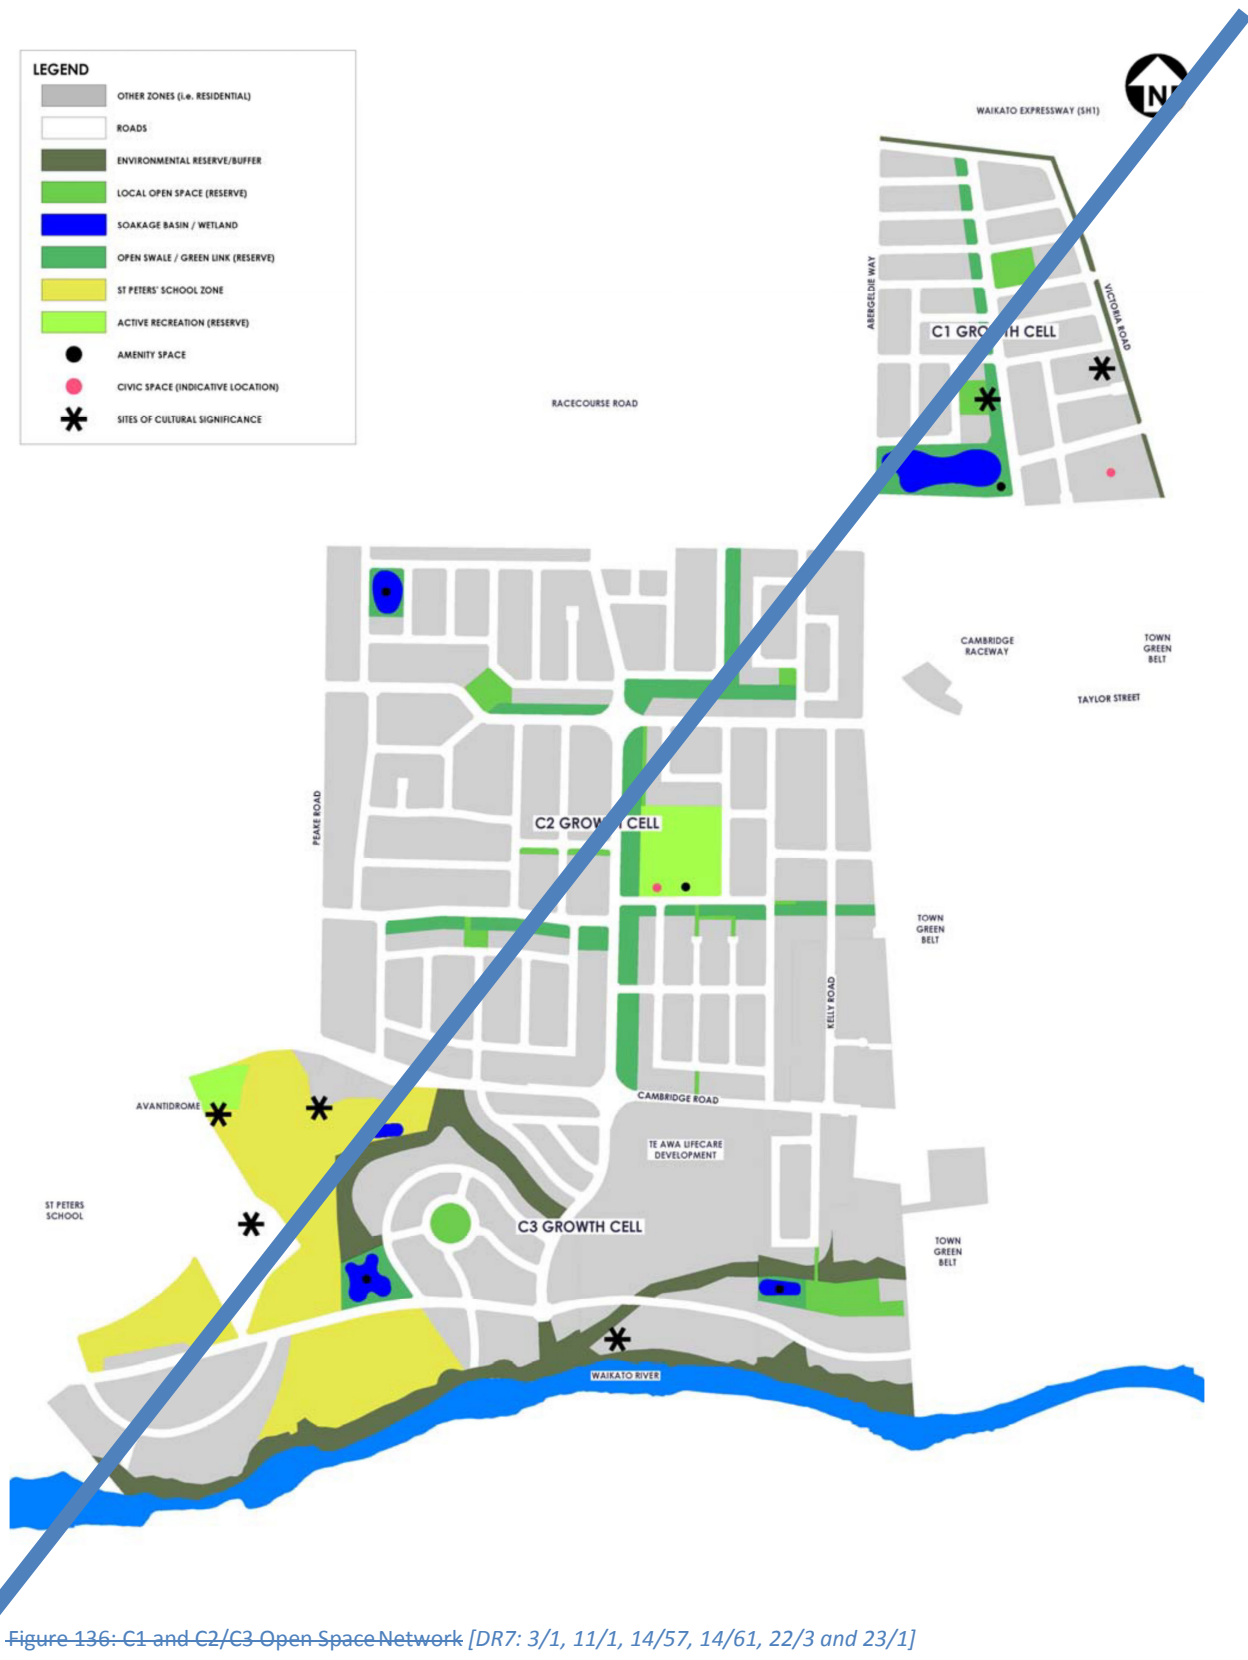 LEGEND
OTHER ZONES (i.e. RESIDENTIAL)
ROADS
ENVIRONMENTAL RESERVE/BUFFER
LOCAL OPEN SPACE (RESERVE)
SOAKAGE BASIN / WETLAND
OPEN SWALE / GREEN LINK (RESERVE)
ST PETERS' SCHOOL ZONE
ACTIVE RECREATION (RESERVE)
AMENITY SPACE
CIVIC SPACE (INDICATIVE LOCATION)
SITES OF CULTURAL SIGNIFICANCE
N
WAIKATO EXPRESSWAY (SH1)
ABERGELDIE WAY
VICTORIA ROAD
C1 GROWTH CELL
RACECOURSE ROAD
CAMBRIDGE
RACEWAY
TOWN
GREEN
BELT
TAYLOR STREET
PEAKE ROAD
C2 GROWTH CELL
TOWN
GREEN
BELT
KELLY ROAD
CAMBRIDGE ROAD
AVANTIDROME
TE AWA LIFECARE
DEVELOPMENT
ST PETERS
SCHOOL
C3 GROWTH CELL
TOWN
GREEN
BELT
WAIKATO RIVER
Figure 136: C1 and C2/C3 Open Space Network [DR7: 3/1, 11/1, 14/57, 14/61, 22/3 and 23/1]